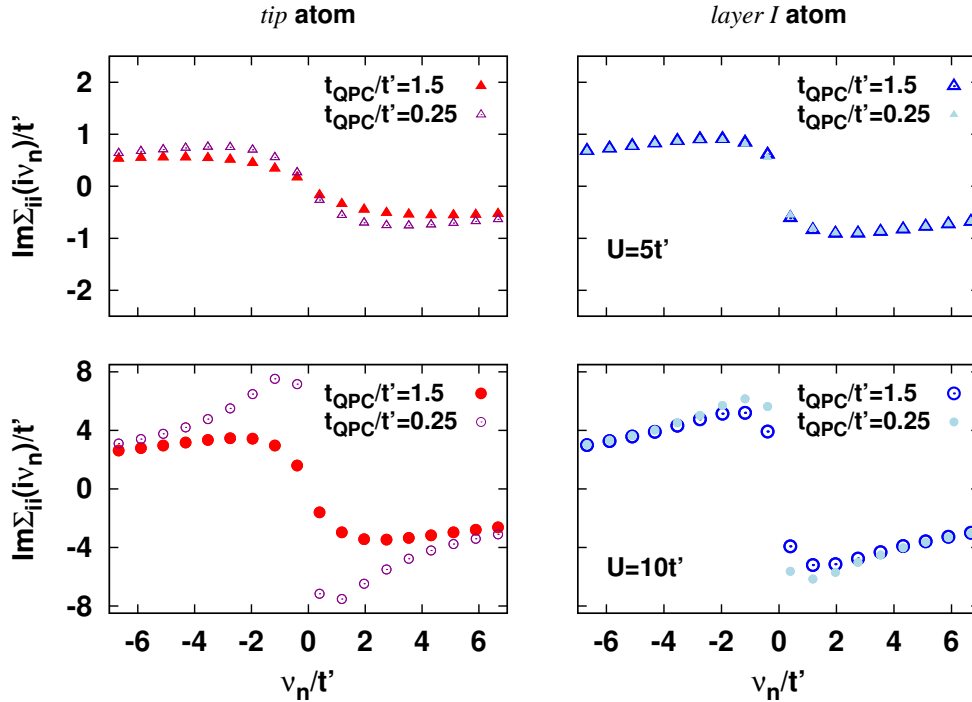 tip atom
layer I atom
ImΣii(iνn)/t'
2
1
0
-1
-2
tQPC/t'=1.5
tQPC/t'=0.25
tQPC/t'=1.5
tQPC/t'=0.25
U=5t'
ImΣii(iνn)/t'
8
4
0
-4
-8
tQPC/t'=1.5
tQPC/t'=0.25
tQPC/t'=1.5
tQPC/t'=0.25
U=10t'
-6 -4 -2 0 2 4 6
-6 -4 -2 0 2 4 6
νn/t'
νn/t'